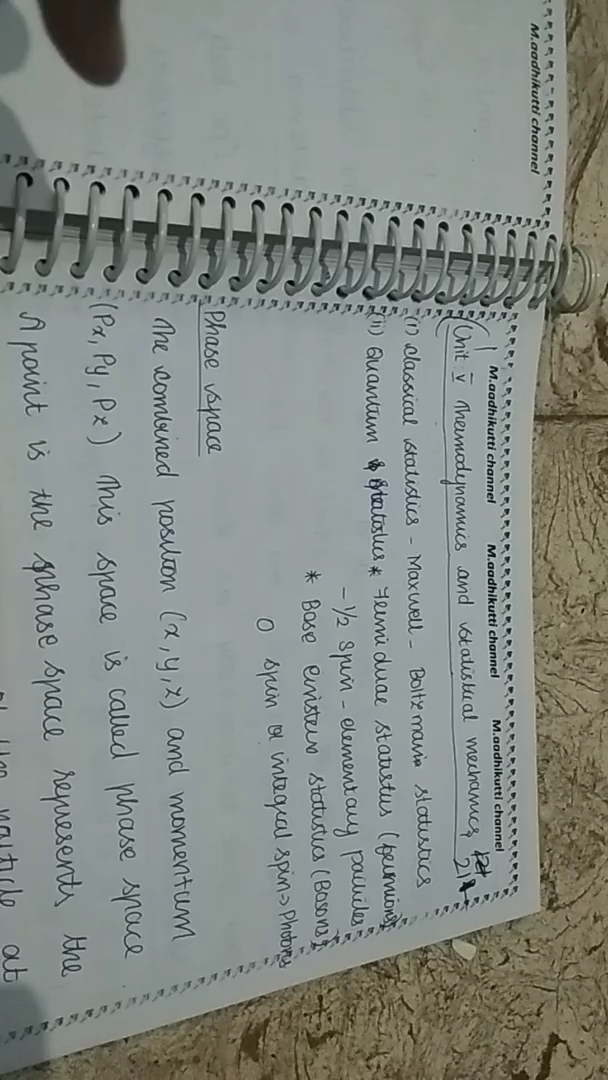 M.aadhikutti channel
M.aadhikutti channel M.aadhikutti channel M.aadhikutti channel
Unit - V Thermodynamics and statistical mechanics
(i) classical statistics - Maxwell - Boltzmann statistics
(ii) Quantum * Fermi dirac statistics (fermions)
- 1/2 spin - elementary particles
* Bose einstein statistics (Bosons)
0 spin or integral spin > Photons
Phase space
The combined position (x, y, z) and momentum
(Px, Py, Pz) this space is called phase space
A point is the phase space represents the
particle at